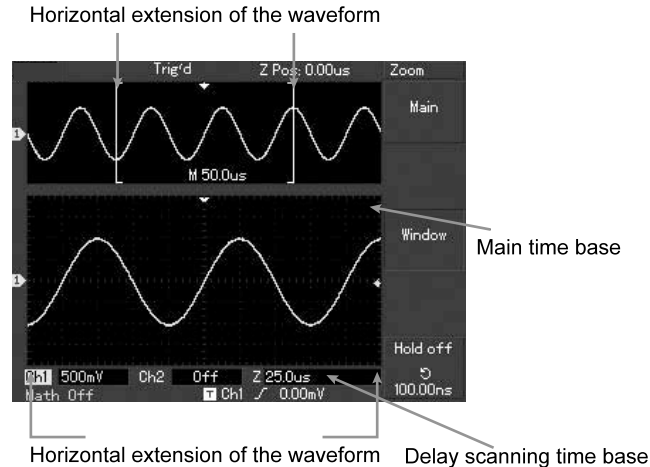 Horizontal extension of the waveform
Trig'd Z Pos: 0.00us Zoom
Main
1
M 50.0us
Window
Main time base
1
Hold off
100.00ns
Ch1 500mV Ch2 Off Z 25.0us
Math Off T Ch1 0.00mV
Horizontal extension of the waveform
Delay scanning time base